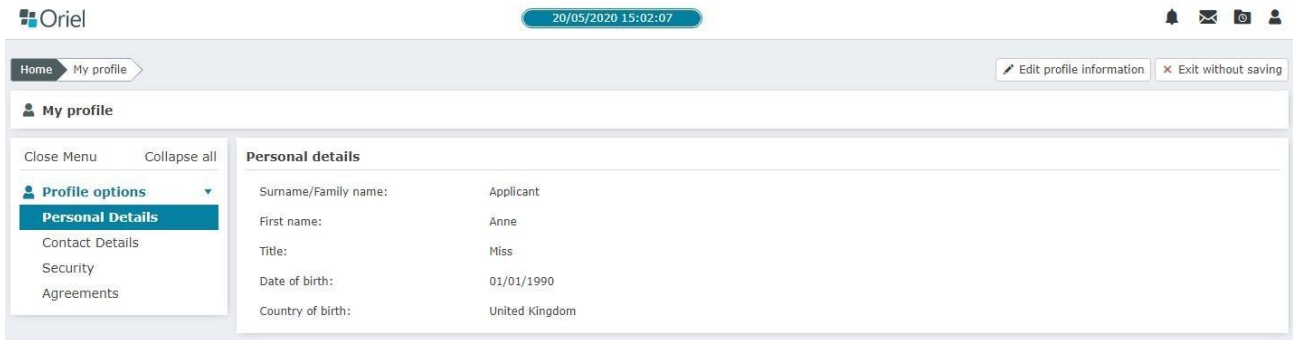 Oriel
20/05/2020 15:02:07
Home My profile
Edit profile information
Exit without saving
My profile
Close Menu Collapse all
Profile options
Personal Details
Contact Details
Security
Agreements
Personal details
Surname/Family name: Applicant
First name: Anne
Title: Miss
Date of birth: 01/01/1990
Country of birth: United Kingdom